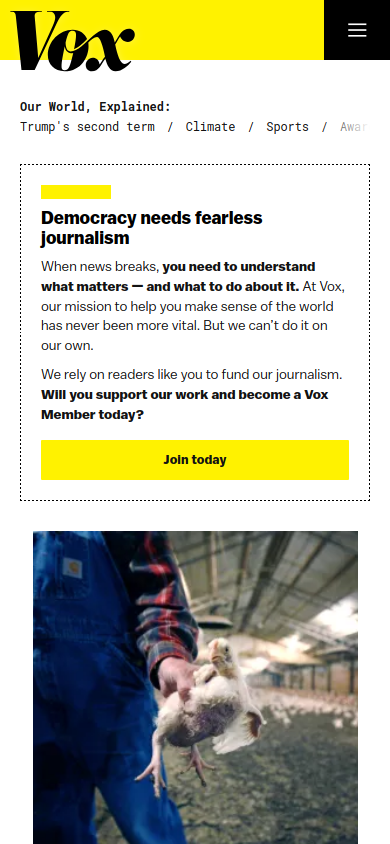 Vox
Our World, Explained:
Trump's second term / Climate / Sports /
Democracy needs fearless
journalism
When news breaks, you need to understand
what matters — and what to do about it. At Vox,
our mission to help you make sense of the world
has never been more vital. But we can't do it on
our own.
We rely on readers like you to fund our journalism.
Will you support our work and become a Vox
Member today?
Join today